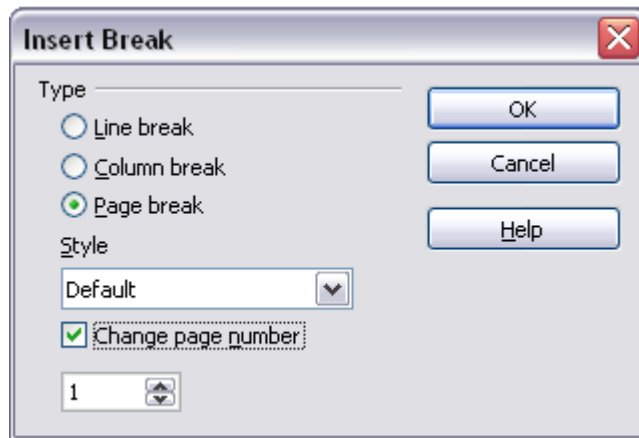 Insert Break
Type
Line break
OK
Column break
Cancel
Page break
Help
Style
Default
Change page number
1